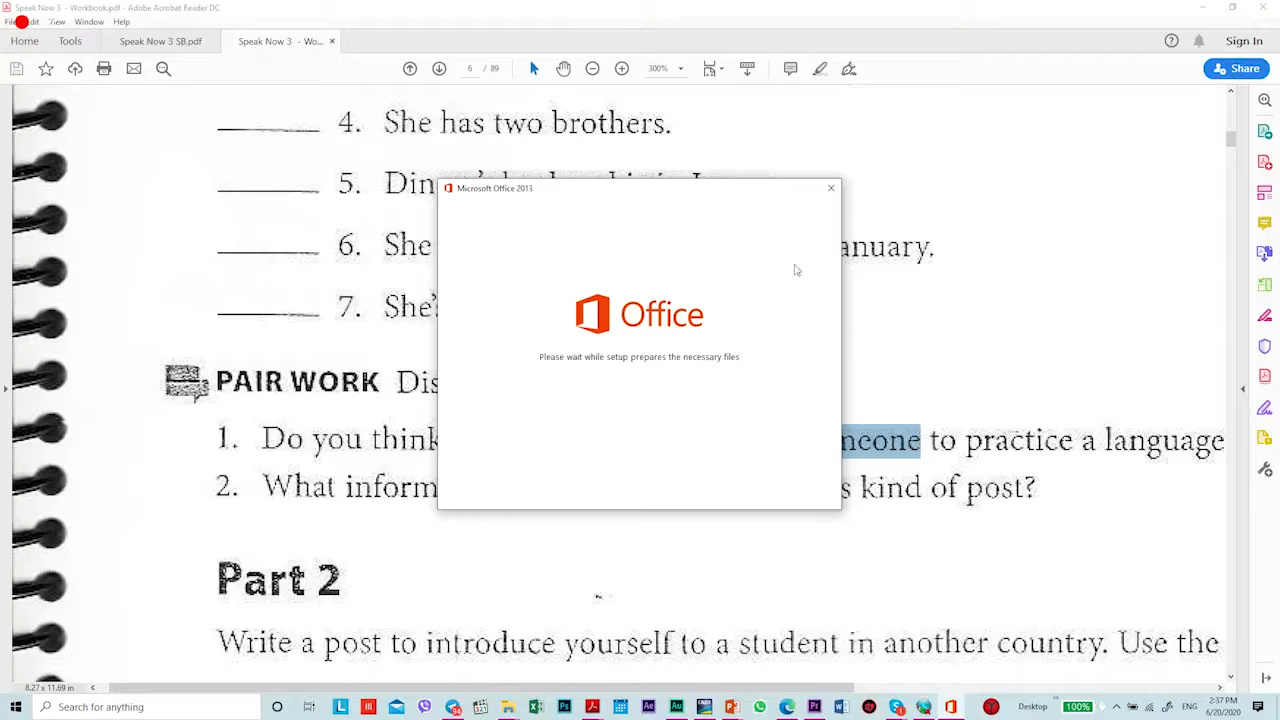 Speak Now 3 - Workbook.pdf - Adobe Acrobat Reader DC
File Edit View Window Help
Home Tools Speak Now 3 SB.pdf Speak Now 3 - Wo... ×
Sign In
6 / 89 300% Share
4. She has two brothers.
5. Din
Microsoft Office 2013
6. She anuary.
7. She's
Office
Please wait while setup prepares the necessary files
PAIR WORK Dis
1. Do you think meone to practice a language
2. What inform s kind of post?
Part 2
Write a post to introduce yourself to a student in another country. Use the
8.27 x 11.69 in
Search for anything
Desktop 100% 2:37 PM
6/20/2020